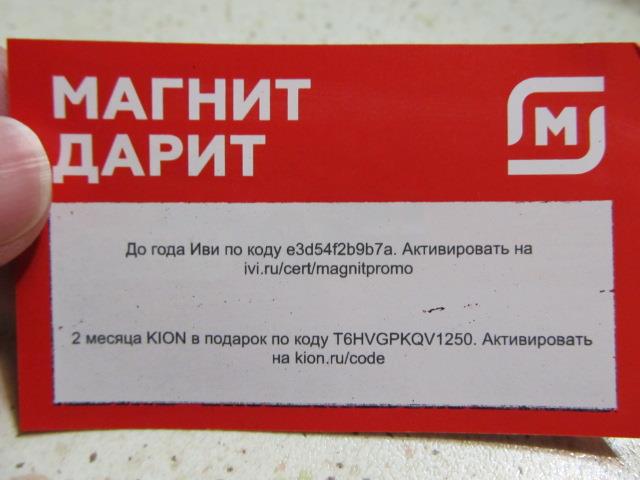 МАГНИТ
ДАРИТ
М
До года Иви по коду e3d54f2b9b7a. Активировать на
ivi.ru/cert/magnitpromo
2 месяца KION в подарок по коду T6HVGPKQV1250. Активировать
на kion.ru/code